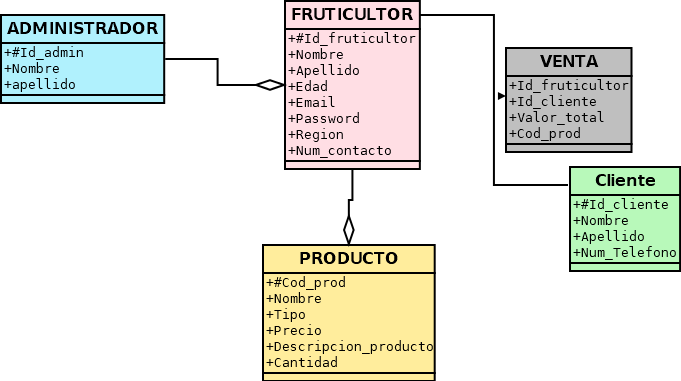 ADMINISTRADOR
+#Id_admin
+Nombre
+apellido
FRUTICULTOR
+#Id_fruticultor
+Nombre
+Apellido
+Edad
+Email
+Password
+Region
+Num_contacto
VENTA
+Id_fruticultor
+Id_cliente
+Valor_total
+Cod_prod
Cliente
+#Id_cliente
+Nombre
+Apellido
+Num_Telefono
PRODUCTO
+#Cod_prod
+Nombre
+Tipo
+Precio
+Descripcion_producto
+Cantidad